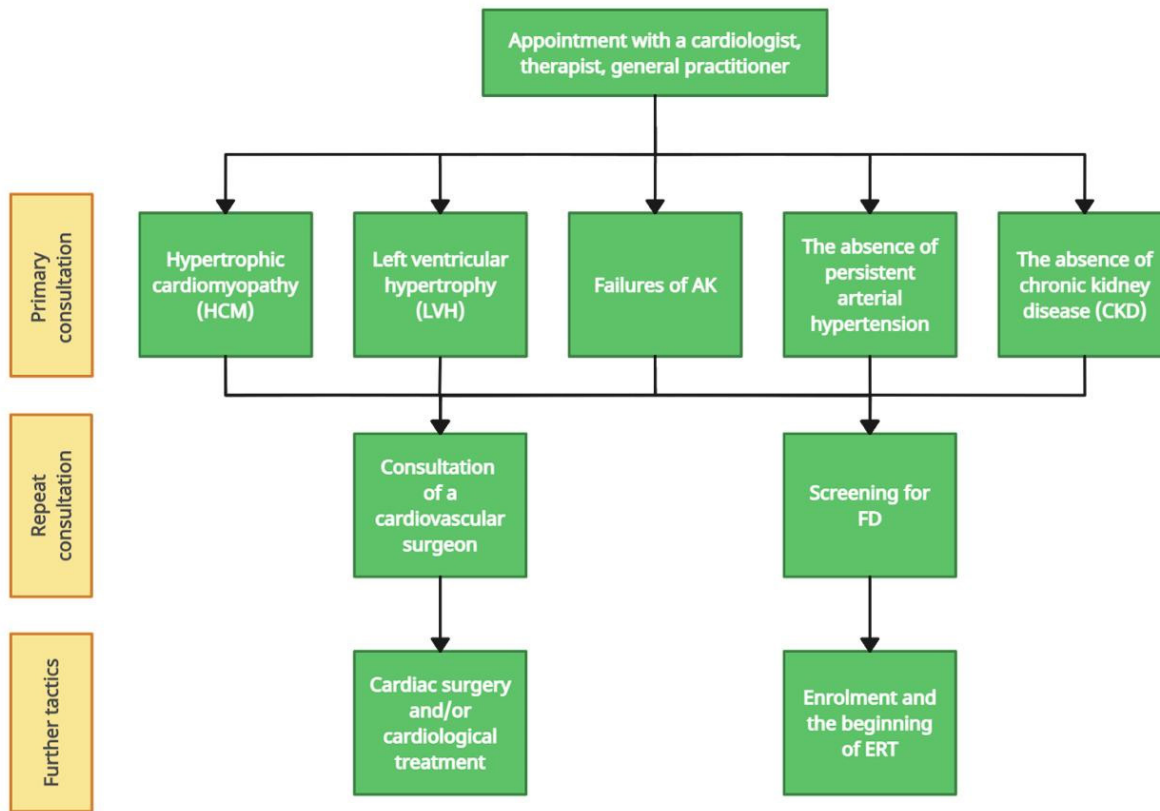 Appointment with a cardiologist,
therapist, general practitioner
Primary
consultation
Hypertrophic
cardiomyopathy
(HCM)
Left ventricular
hypertrophy
(LVH)
Failures of AK
The absence of
persistent
arterial
hypertension
The absence of
chronic kidney
disease (CKD)
Repeat
consultation
Consultation
of a
cardiovascular
surgeon
Screening for
FD
Further tactics
Cardiac surgery
and/or
cardiological
treatment
Enrolment and
the beginning
of ERT